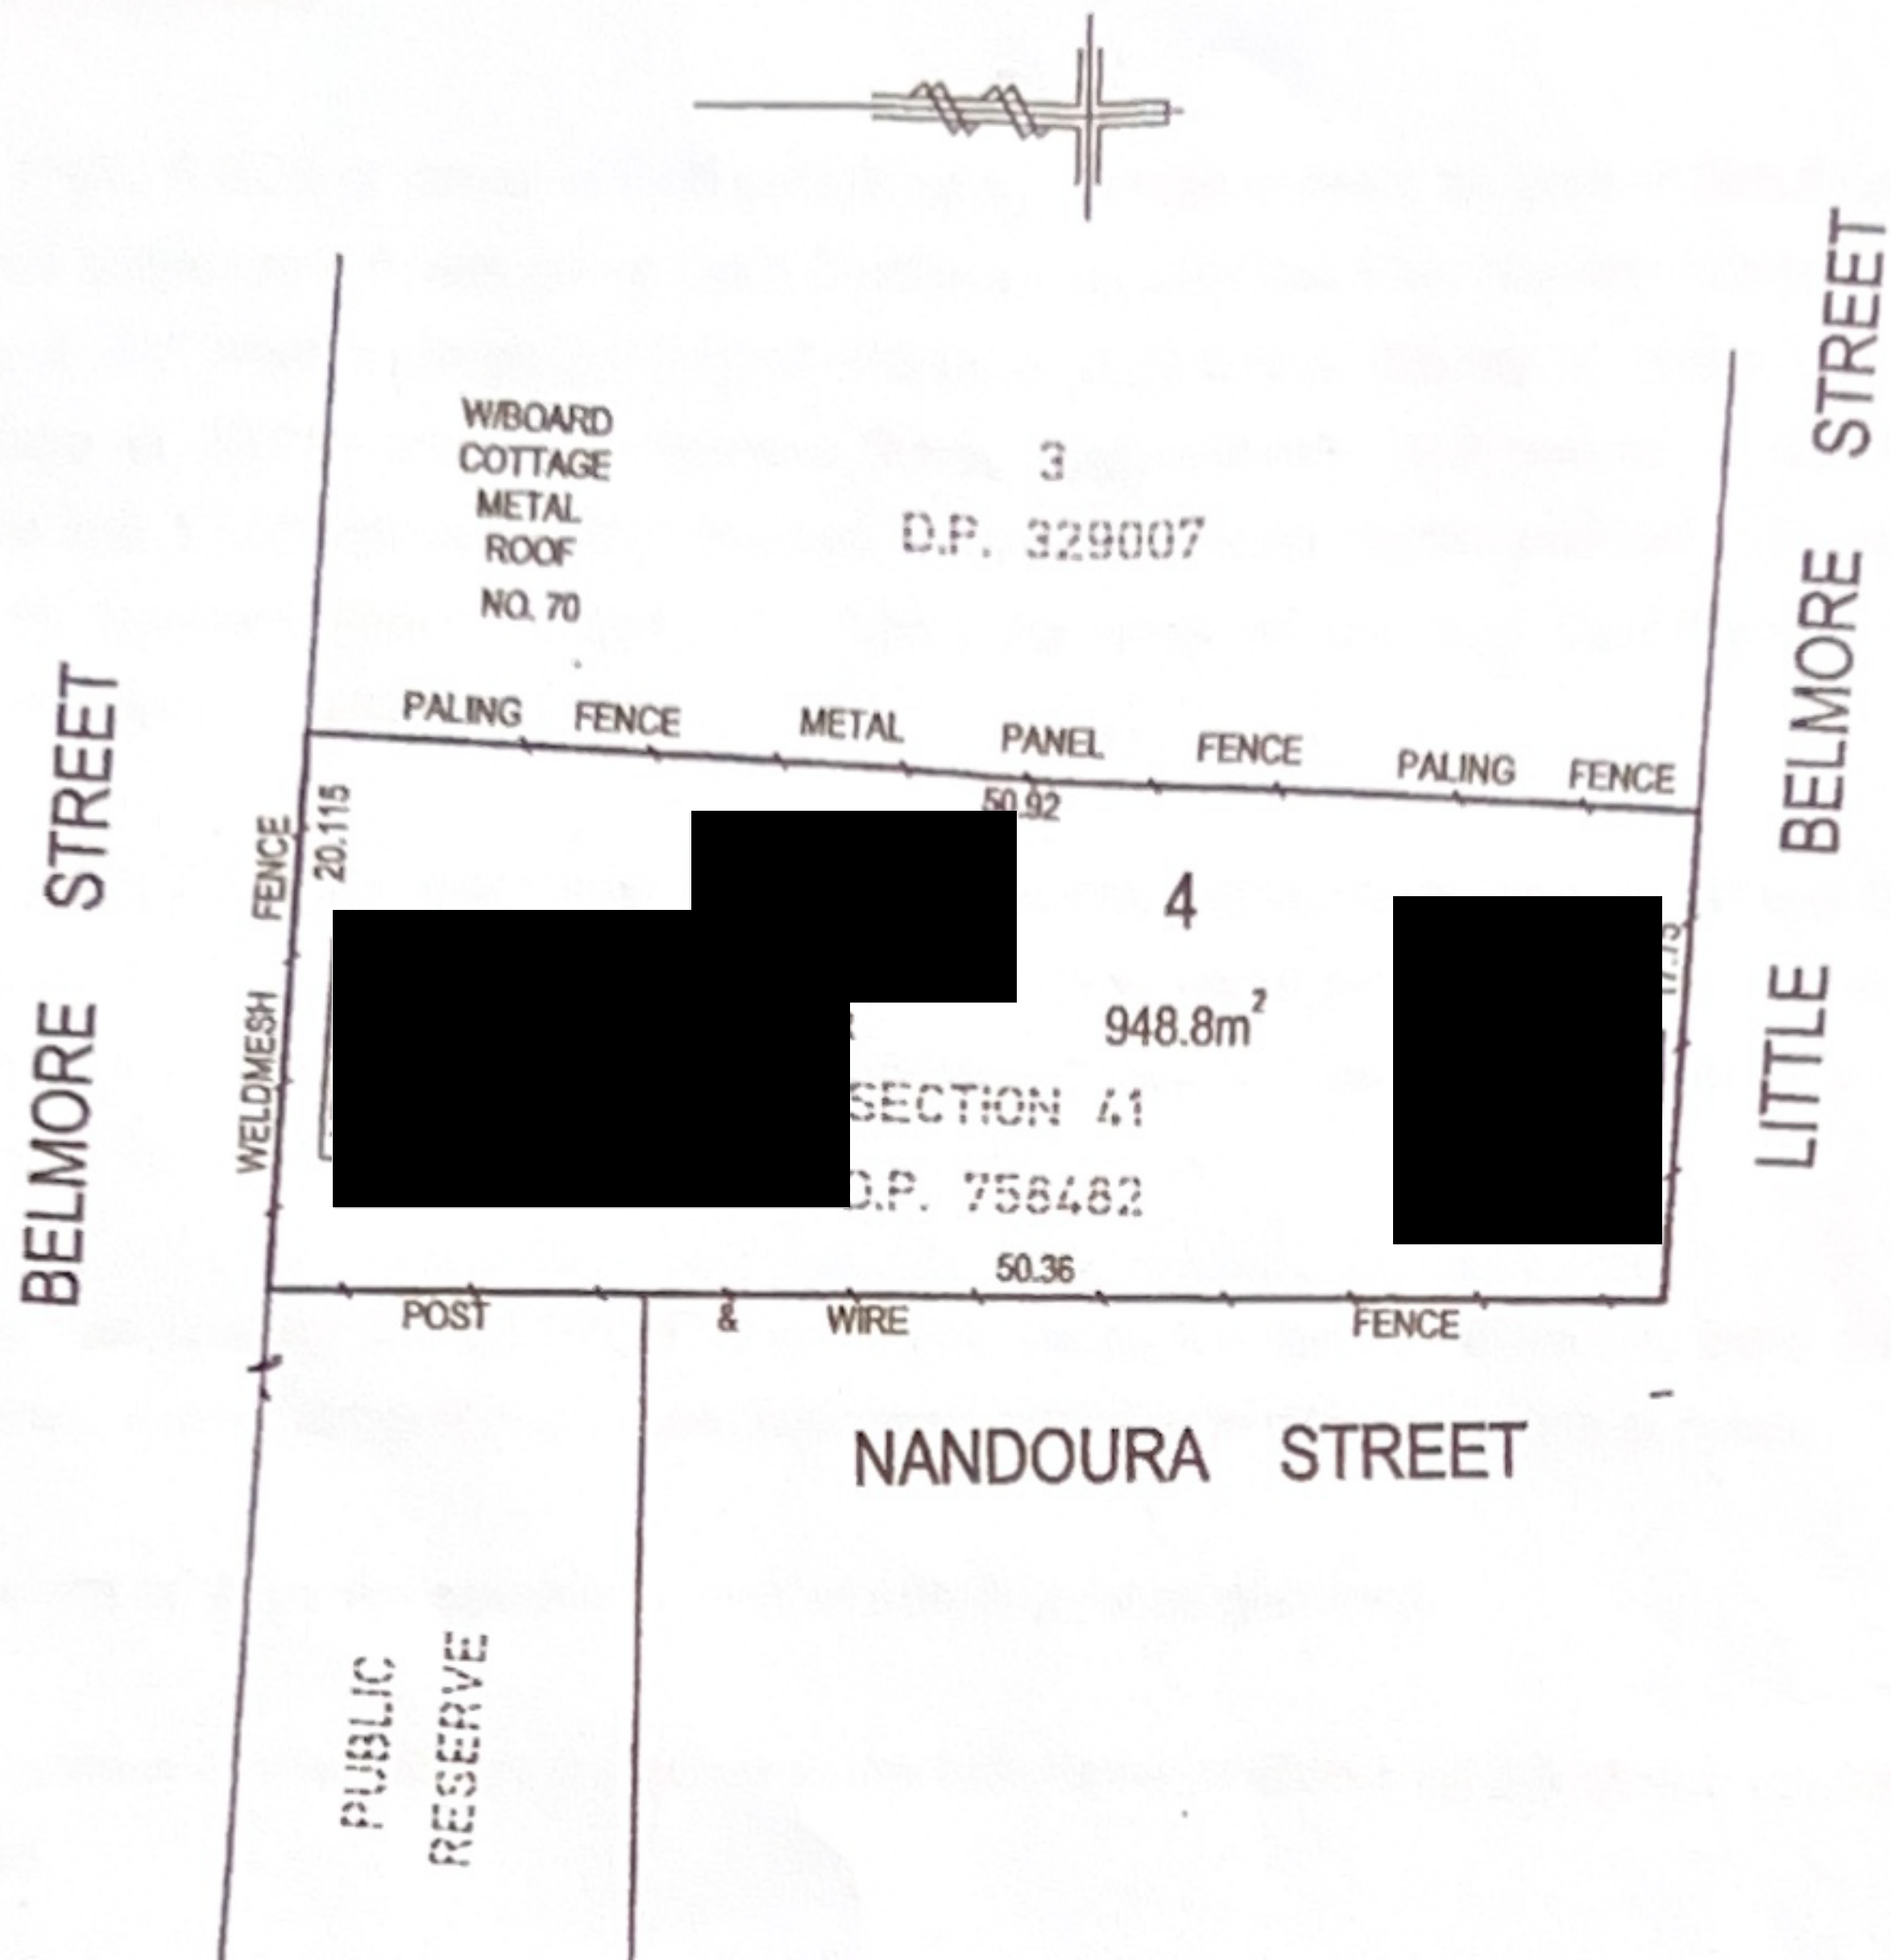 W/BOARD
COTTAGE
METAL
ROOF
NO. 70
3
D.P. 329007
PALING FENCE METAL PANEL FENCE PALING FENCE
50.92
20.115
WELDMESH FENCE
BELMORE STREET
4
948.8m²
SECTION 41
D.P. 758482
17.75
50.36
POST & WIRE FENCE
LITTLE BELMORE STREET
NANDOURA STREET
PUBLIC
RESERVE